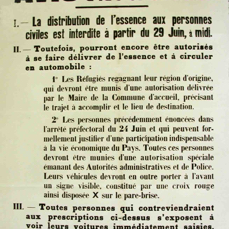 I. — La distribution de l'essence aux personnes
civiles est interdite à partir du 29 Juin, à midi.
II. — Toutefois, pourront encore être autorisés
à se faire délivrer de l'essence et à circuler
en automobile :
1° Les Réfugiés regagnant leur région d'origine,
qui devront être munis d'une autorisation délivrée
par le Maire de la Commune d'accueil, précisant
le trajet à accomplir et le lieu de destination.
2° Les personnes précédemment énoncées dans
l'arrêté préfectoral du 24 Juin et qui peuvent for-
mellement justifier d'une participation indispensable
à la vie économique du Pays. Toutes ces personnes
devront être munies d'une autorisation spéciale
émanant des Autorités administratives et de Police.
Leurs véhicules devront en outre porter à l'avant
un signe visible, constitué par une croix rouge
ainsi disposée X sur le pare-brise.
III. — Toutes personnes qui contreviendraient
aux prescriptions ci-dessus s'exposent à
voir leurs voitures immédiatement saisies.